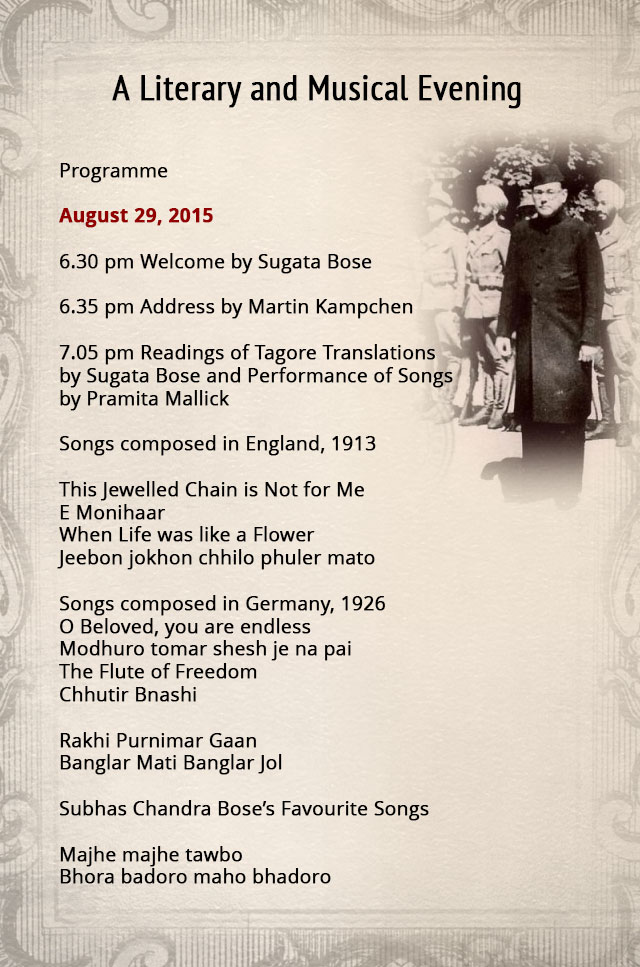 A Literary and Musical Evening
Programme
August 29, 2015
6.30 pm Welcome by Sugata Bose
6.35 pm Address by Martin Kampchen
7.05 pm Readings of Tagore Translations
by Sugata Bose and Performance of Songs
by Pramita Mallick
Songs composed in England, 1913
This Jewelled Chain is Not for Me
E Monihaar
When Life was like a Flower
Jeebon jokhon chhilo phuler mato
Songs composed in Germany, 1926
O Beloved, you are endless
Modhuro tomar shesh je na pai
The Flute of Freedom
Chhutir Bnashi
Rakhi Purnimar Gaan
Banglar Mati Banglar Jol
Subhas Chandra Bose’s Favourite Songs
Majhe majhe tawbo
Bhora badoro maho bhadoro